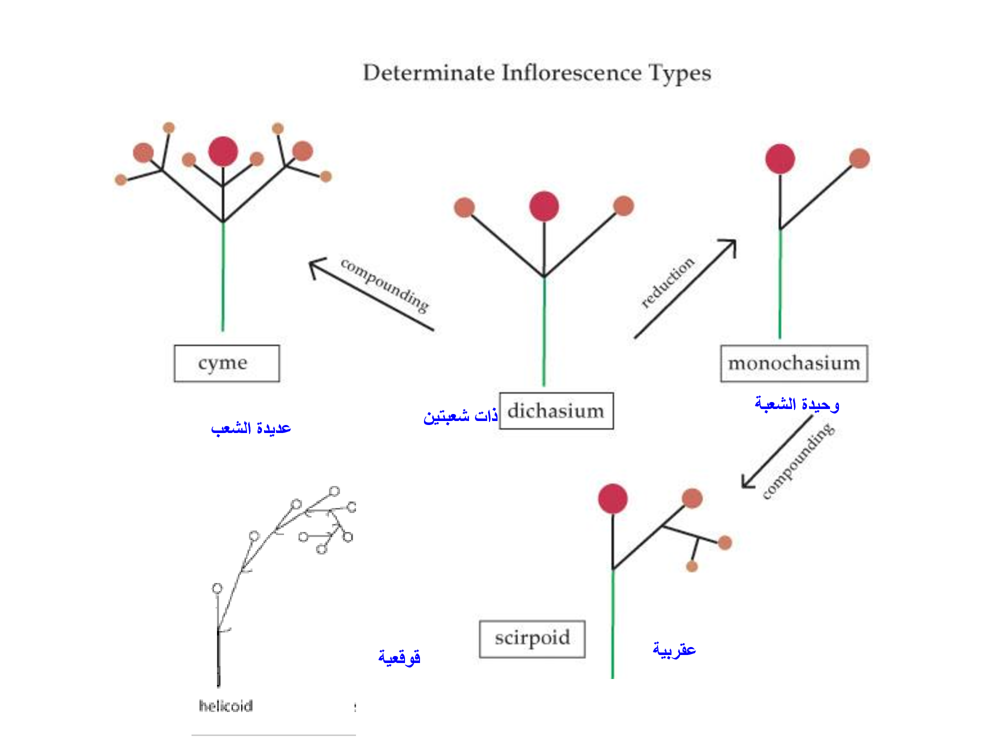 Determinate Inflorescence Types
compounding
reduction
cyme
monochasium
وحيدة الشعبة
dichasium
ذات شعبتين
عديدة الشعب
compounding
scirpoid
عقربية
قوقعية
helicoid